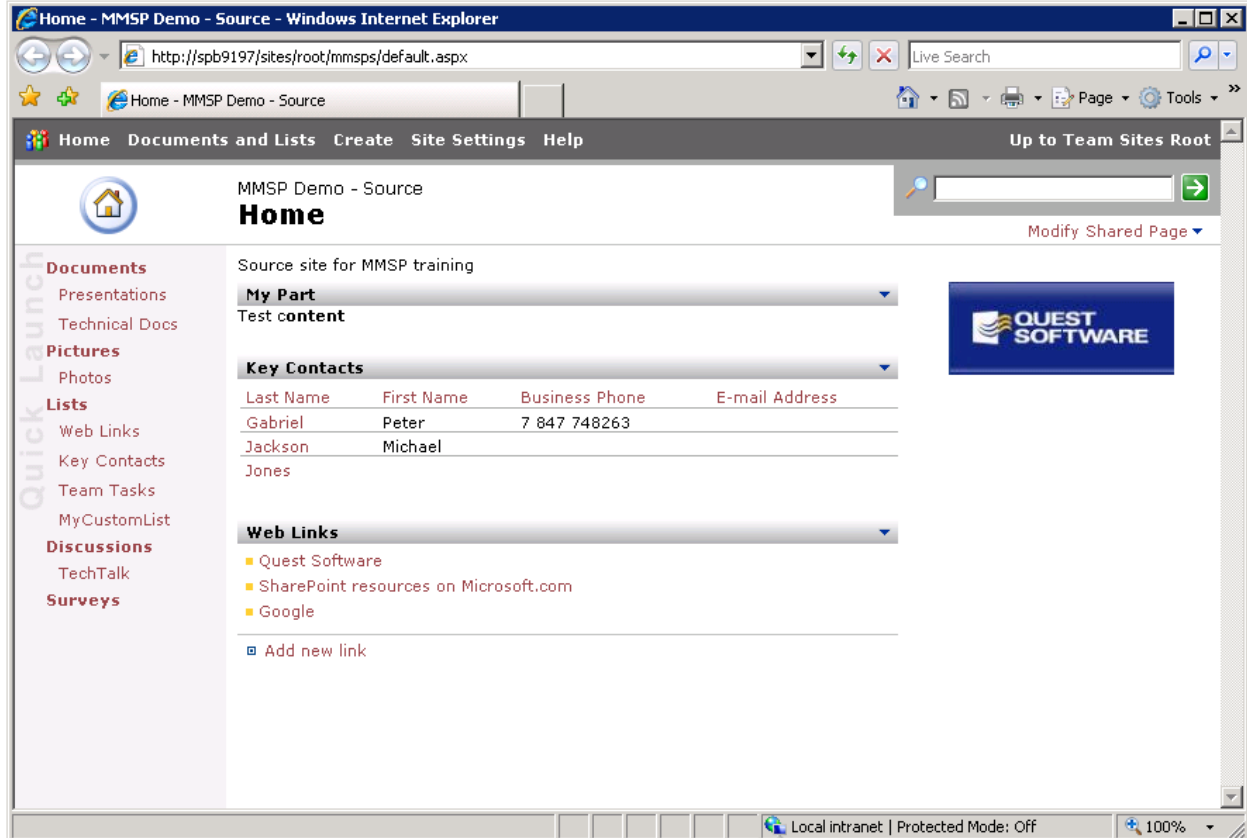 Home - MMSP Demo - Source - Windows Internet Explorer
http://spb9197/sites/root/mmsps/default.aspx
Live Search
Home - MMSP Demo - Source
Page
Tools
»
Home Documents and Lists Create Site Settings Help
Up to Team Sites Root
MMSP Demo - Source
Home
Modify Shared Page
Quick Launch
Documents
Presentations
Technical Docs
Pictures
Photos
Lists
Web Links
Key Contacts
Team Tasks
MyCustomList
Discussions
TechTalk
Surveys
Source site for MMSP training
My Part
Test content
Key Contacts
Last Name First Name Business Phone E-mail Address
Gabriel Peter 7 847 748263
Jackson Michael
Jones
Web Links
Quest Software
SharePoint resources on Microsoft.com
Google
Add new link
QUEST
SOFTWARE
Local intranet | Protected Mode: Off
100%